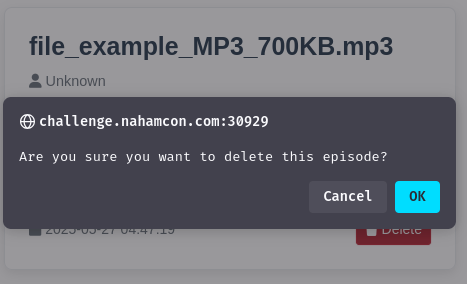 file_example_MP3_700KB.mp3
Unknown
challenge.nahamcon.com:30929
Are you sure you want to delete this episode?
Cancel OK
2025-05-27 04:47:19
Delete